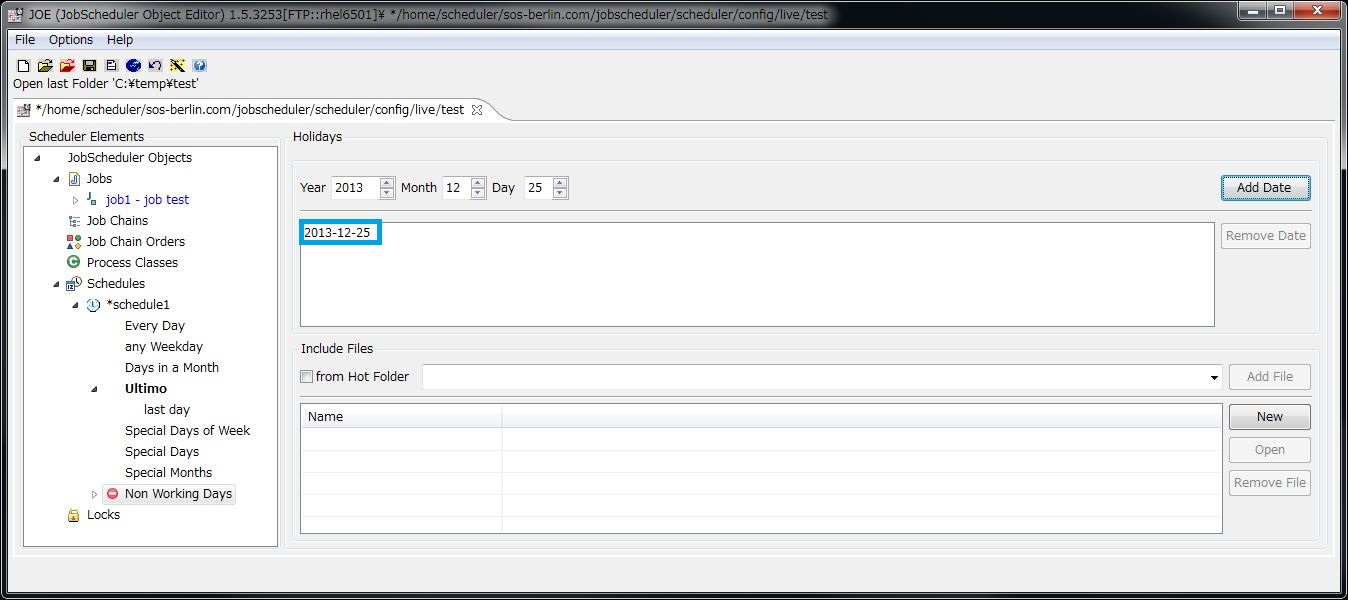 JOE (JobScheduler Object Editor) 1.5.3253[FTP::rhel6501]¥ */home/scheduler/sos-berlin.com/jobscheduler/scheduler/config/live/test
File Options Help
Open last Folder 'C:¥temp¥test'
*/home/scheduler/sos-berlin.com/jobscheduler/scheduler/config/live/test
Scheduler Elements
JobScheduler Objects
Jobs
job1 - job test
Job Chains
Job Chain Orders
Process Classes
Schedules
*schedule1
Every Day
any Weekday
Days in a Month
Ultimo
last day
Special Days of Week
Special Days
Special Months
Non Working Days
Locks
Holidays
Year 2013 Month 12 Day 25 Add Date
2013-12-25
Remove Date
Include Files
from Hot Folder Add File
Name
New
Open
Remove File